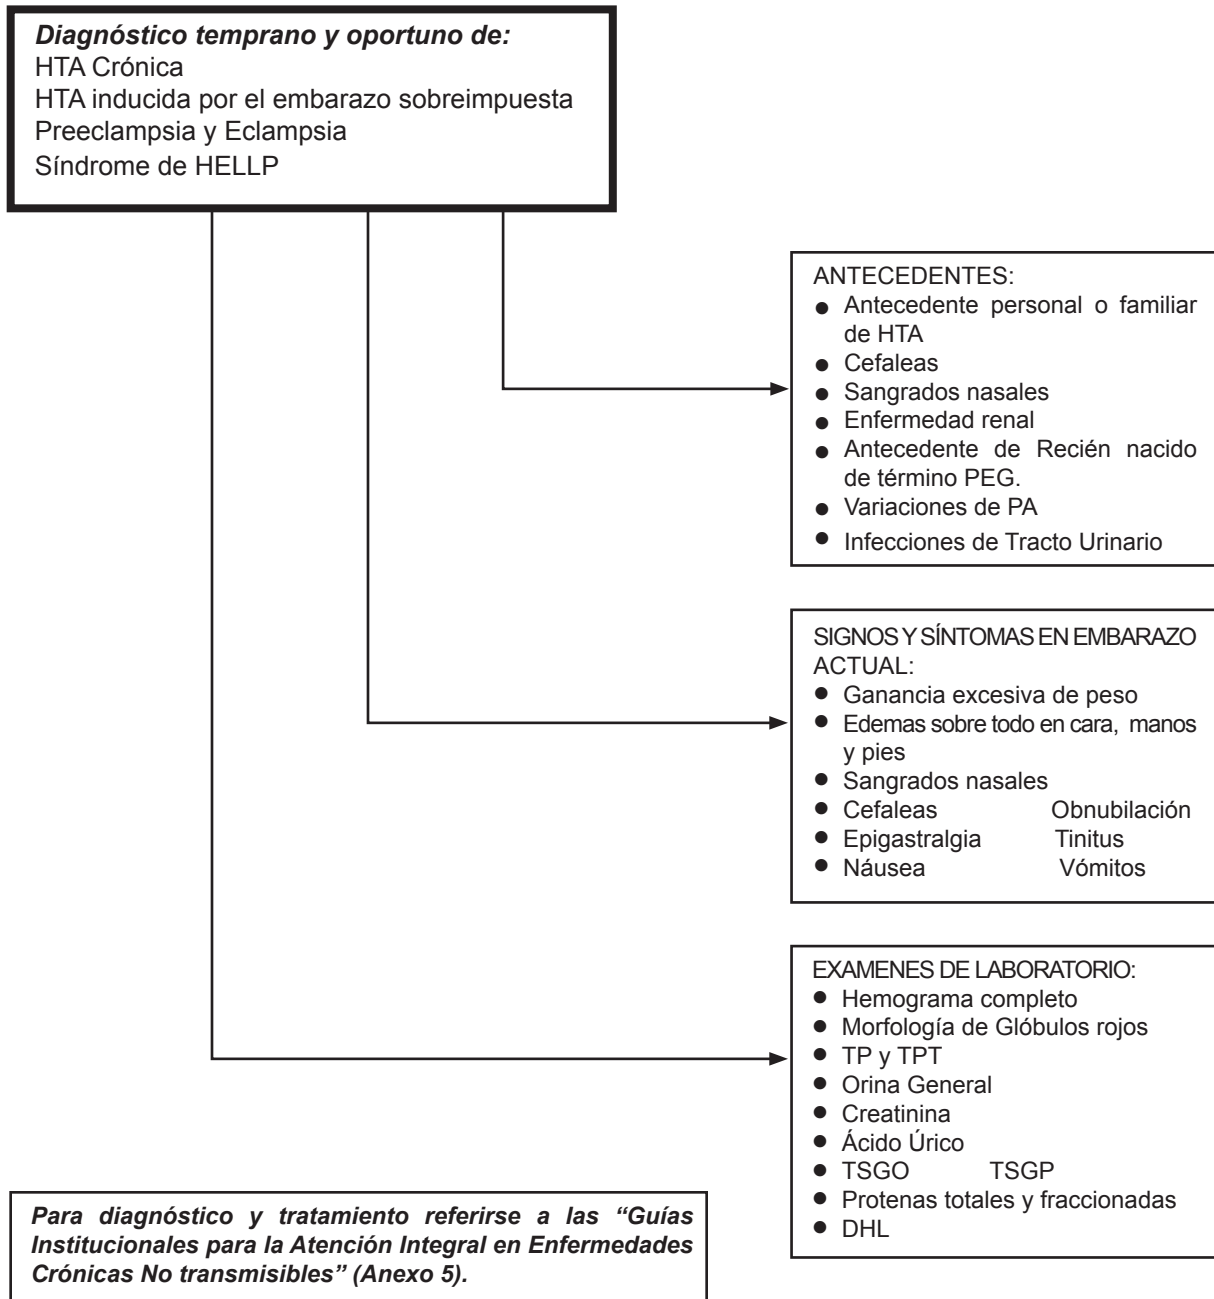 Diagnóstico temprano y oportuno de:
HTA Crónica
HTA inducida por el embarazo sobreimpuesta
Preeclampsia y Eclampsia
Síndrome de HELLP
ANTECEDENTES:
● Antecedente personal o familiar
de HTA
● Cefaleas
● Sangrados nasales
● Enfermedad renal
● Antecedente de Recién nacido
de término PEG.
● Variaciones de PA
● Infecciones de Tracto Urinario
SIGNOS Y SÍNTOMAS EN EMBARAZO
ACTUAL:
● Ganancia excesiva de peso
● Edemas sobre todo en cara, manos
y pies
● Sangrados nasales
● Cefaleas Obnubilación
● Epigastralgia Tinitus
● Náusea Vómitos
EXAMENES DE LABORATORIO:
● Hemograma completo
● Morfología de Glóbulos rojos
● TP y TPT
● Orina General
● Creatinina
● Ácido Úrico
● TSGO TSGP
● Protenas totales y fraccionadas
● DHL
Para diagnóstico y tratamiento referirse a las “Guías
Institucionales para la Atención Integral en Enfermedades
Crónicas No transmisibles” (Anexo 5).